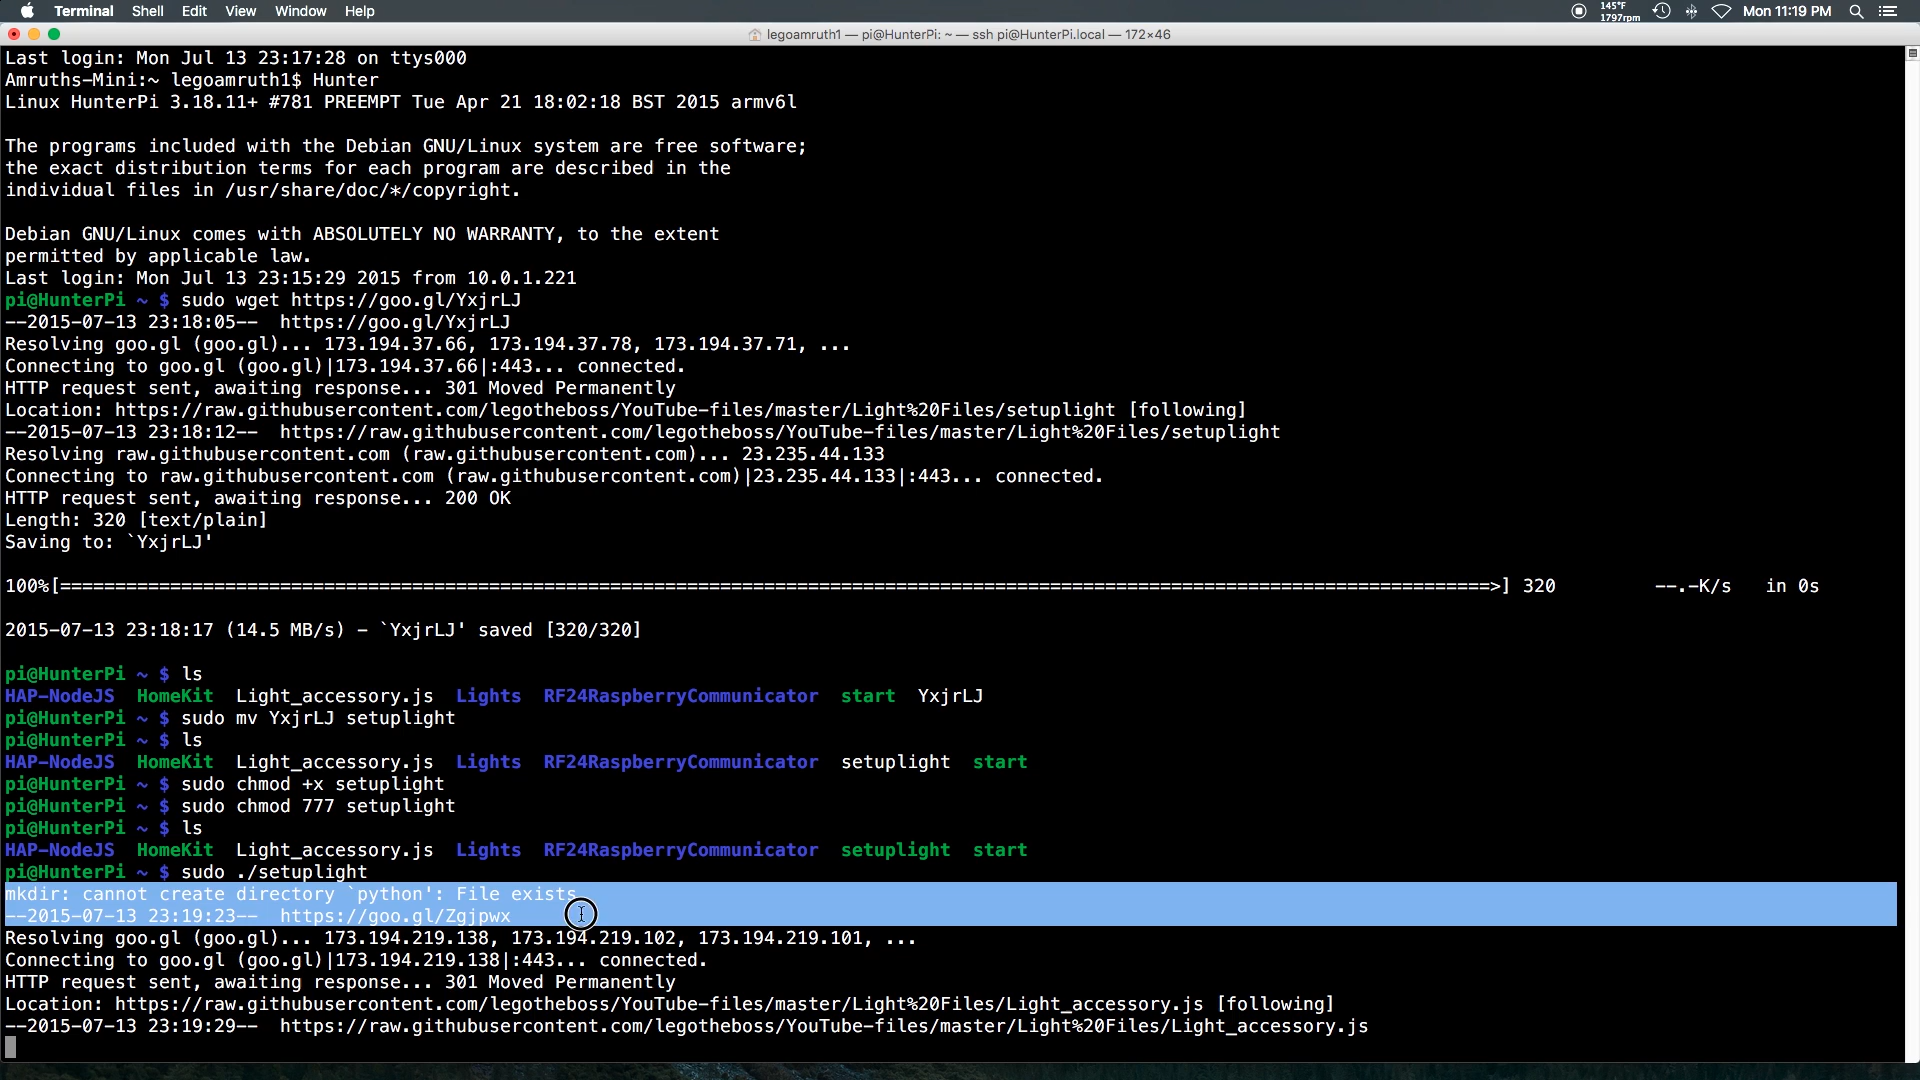 Terminal Shell Edit View Window Help
145°F
1797rpm
Mon 11:19 PM
legoamruth1 — pi@HunterPi: ~ — ssh pi@HunterPi.local — 172×46
Last login: Mon Jul 13 23:17:28 on ttys000
Amruths-Mini:~ legoamruth1$ Hunter
Linux HunterPi 3.18.11+ #781 PREEMPT Tue Apr 21 18:02:18 BST 2015 armv6l
The programs included with the Debian GNU/Linux system are free software;
the exact distribution terms for each program are described in the
individual files in /usr/share/doc/*/copyright.
Debian GNU/Linux comes with ABSOLUTELY NO WARRANTY, to the extent
permitted by applicable law.
Last login: Mon Jul 13 23:15:29 2015 from 10.0.1.221
pi@HunterPi ~ $ sudo wget https://goo.gl/YxjrLJ
--2015-07-13 23:18:05--  https://goo.gl/YxjrLJ
Resolving goo.gl (goo.gl)... 173.194.37.66, 173.194.37.78, 173.194.37.71, ...
Connecting to goo.gl (goo.gl)|173.194.37.66|:443... connected.
HTTP request sent, awaiting response... 301 Moved Permanently
Location: https://raw.githubusercontent.com/legotheboss/YouTube-files/master/Light%20Files/setuplight [following]
--2015-07-13 23:18:12--  https://raw.githubusercontent.com/legotheboss/YouTube-files/master/Light%20Files/setuplight
Resolving raw.githubusercontent.com (raw.githubusercontent.com)... 23.235.44.133
Connecting to raw.githubusercontent.com (raw.githubusercontent.com)|23.235.44.133|:443... connected.
HTTP request sent, awaiting response... 200 OK
Length: 320 [text/plain]
Saving to: `YxjrLJ'
100%[==================================================================================================================================>] 320         --.-K/s   in 0s
2015-07-13 23:18:17 (14.5 MB/s) - `YxjrLJ' saved [320/320]
pi@HunterPi ~ $ ls
HAP-NodeJS  HomeKit  Light_accessory.js  Lights  RF24RaspberryCommunicator  start  YxjrLJ
pi@HunterPi ~ $ sudo mv YxjrLJ setuplight
pi@HunterPi ~ $ ls
HAP-NodeJS  HomeKit  Light_accessory.js  Lights  RF24RaspberryCommunicator  setuplight  start
pi@HunterPi ~ $ sudo chmod +x setuplight
pi@HunterPi ~ $ sudo chmod 777 setuplight
pi@HunterPi ~ $ ls
HAP-NodeJS  HomeKit  Light_accessory.js  Lights  RF24RaspberryCommunicator  setuplight  start
pi@HunterPi ~ $ sudo ./setuplight
mkdir: cannot create directory `python': File exists
--2015-07-13 23:19:23--  https://goo.gl/Zgjpwx
Resolving goo.gl (goo.gl)... 173.194.219.138, 173.194.219.102, 173.194.219.101, ...
Connecting to goo.gl (goo.gl)|173.194.219.138|:443... connected.
HTTP request sent, awaiting response... 301 Moved Permanently
Location: https://raw.githubusercontent.com/legotheboss/YouTube-files/master/Light%20Files/Light_accessory.js [following]
--2015-07-13 23:19:29--  https://raw.githubusercontent.com/legotheboss/YouTube-files/master/Light%20Files/Light_accessory.js